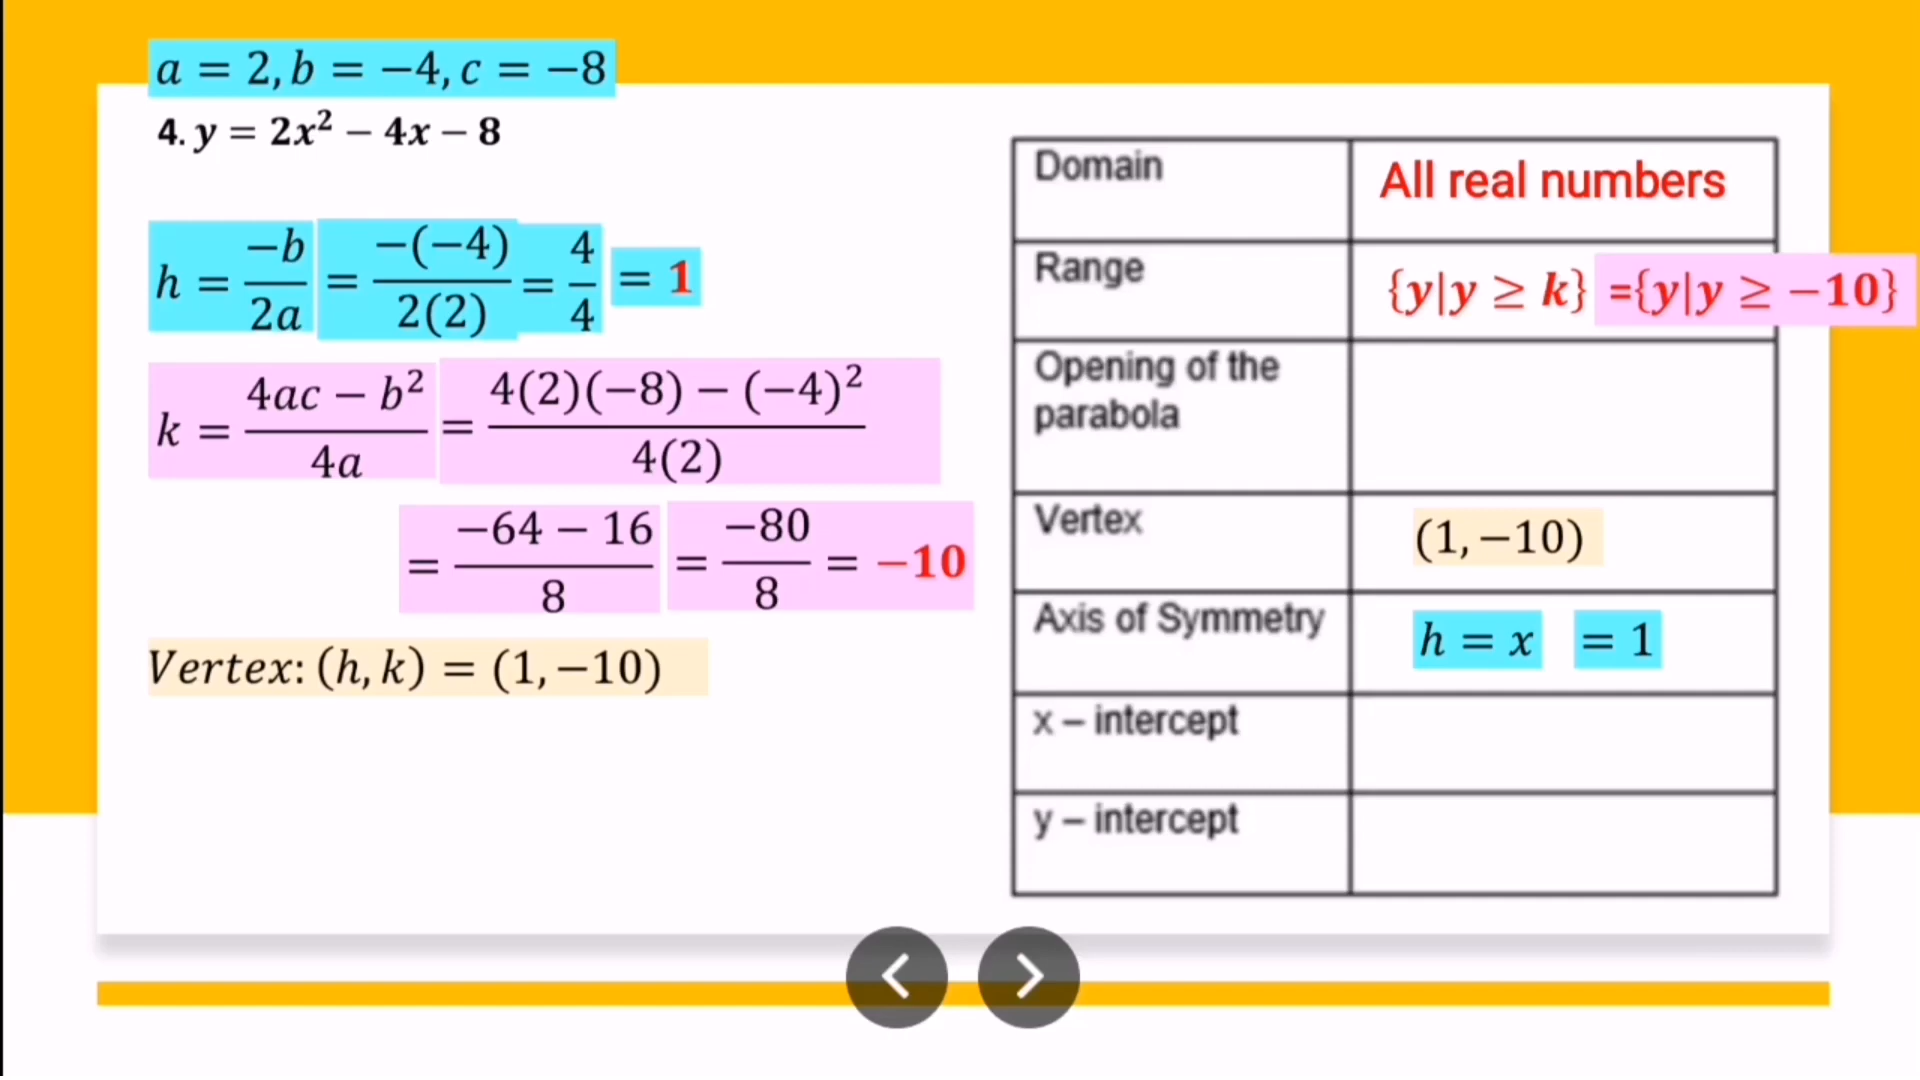 a = 2, b = −4, c = −8
4. y = 2x² − 4x − 8
h = −b/2a = −(−4)/2(2) = 4/4 = 1
k = 4ac − b²/4a = 4(2)(−8) − (−4)²/4(2)
= −64 − 16/8 = −80/8 = −10
Vertex: (h, k) = (1, −10)
Domain All real numbers
Range {y|y ≥ k} ={y|y ≥ −10}
Opening of the
parabola
Vertex (1, −10)
Axis of Symmetry h = x = 1
x – intercept
y – intercept